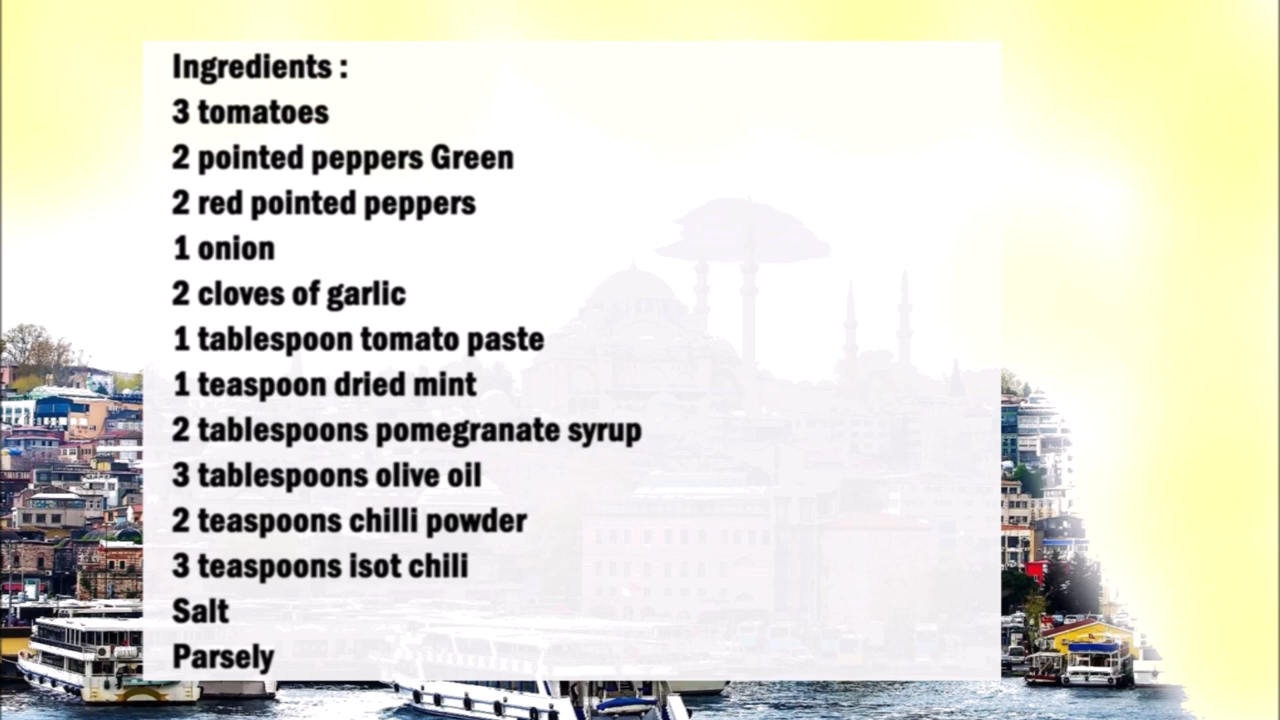 Ingredients :
3 tomatoes
2 pointed peppers Green
2 red pointed peppers
1 onion
2 cloves of garlic
1 tablespoon tomato paste
1 teaspoon dried mint
2 tablespoons pomegranate syrup
3 tablespoons olive oil
2 teaspoons chilli powder
3 teaspoons isot chili
Salt
Parsely